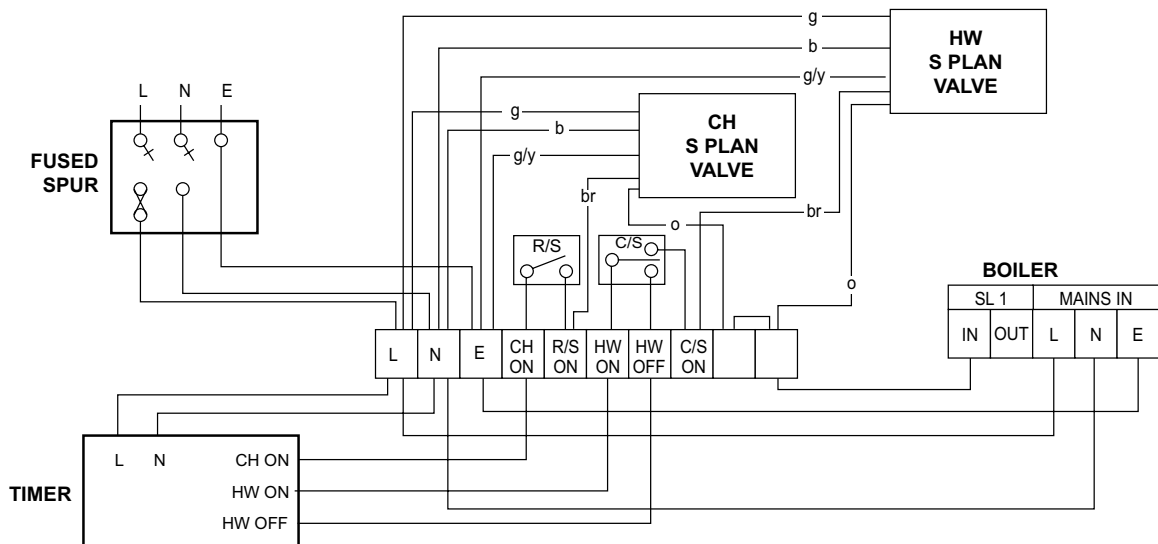 g
HW
S PLAN
VALVE
b
g/y
L N E
g
CH
S PLAN
VALVE
b
FUSED
SPUR
g/y
br
br
o
R/S
C/S
o
BOILER
SL 1 MAINS IN
IN OUT L N E
L N E CH ON R/S ON HW ON HW OFF C/S ON
L N CH ON
TIMER
HW ON
HW OFF